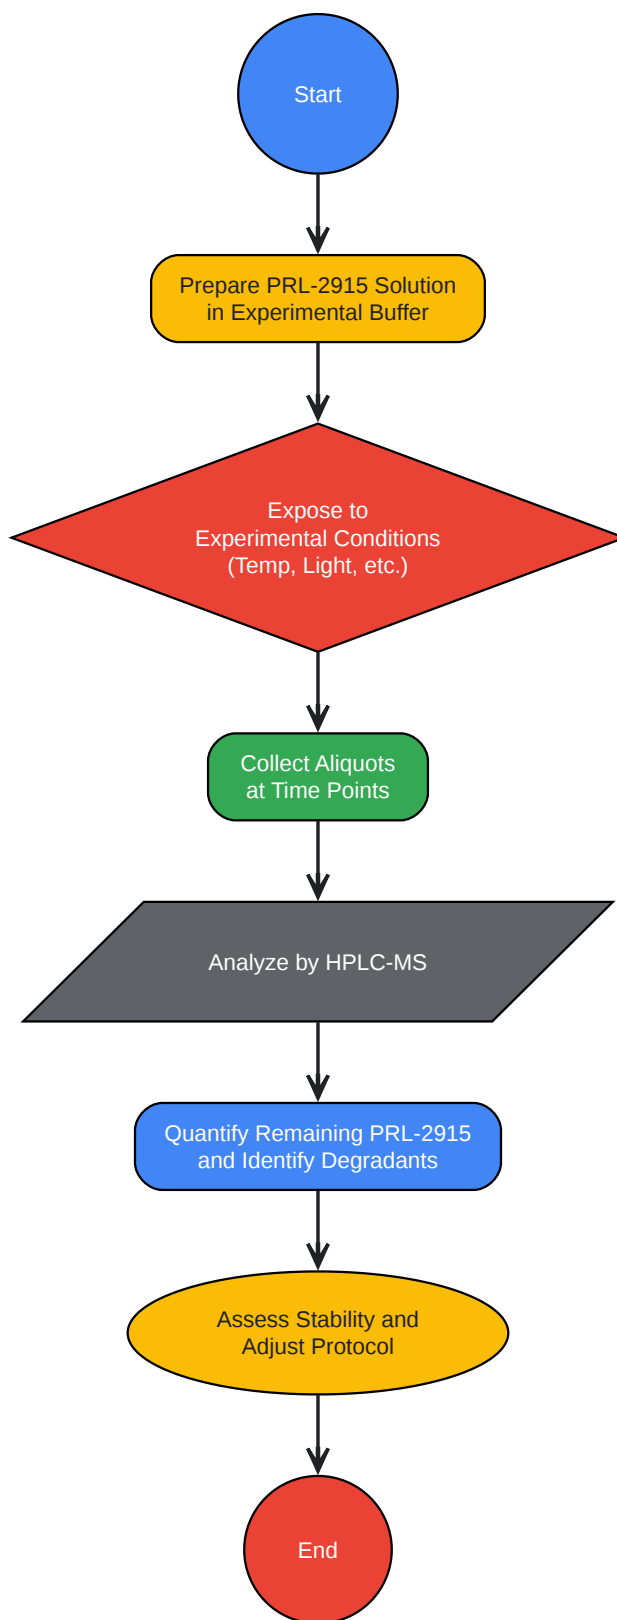 Start
Prepare PRL-2915 Solution
in Experimental Buffer
Expose to
Experimental Conditions
(Temp, Light, etc.)
Collect Aliquots
at Time Points
Analyze by HPLC-MS
Quantify Remaining PRL-2915
and Identify Degradants
Assess Stability and
Adjust Protocol
End